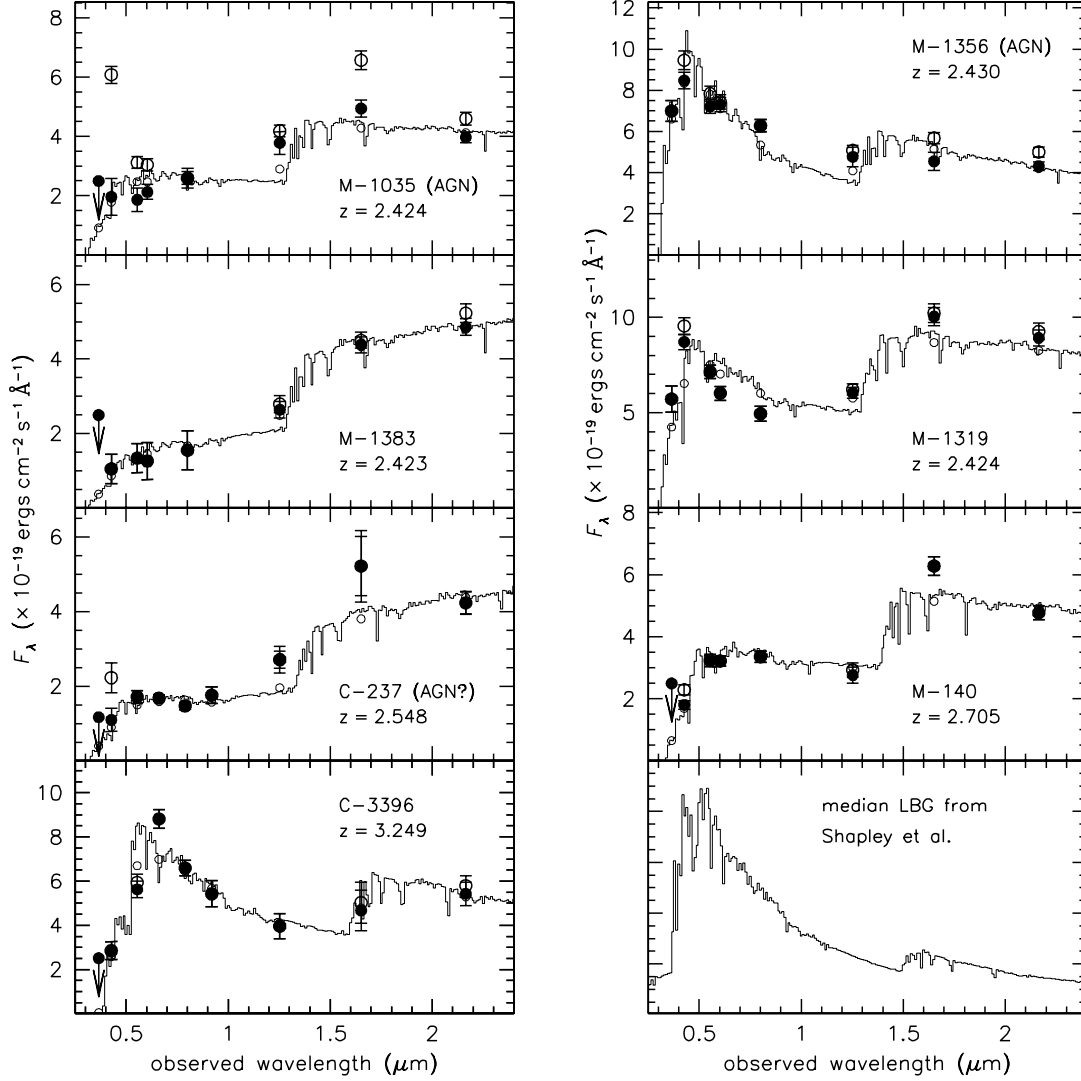 8
6
4
2
M−1035 (AGN)
z = 2.424
6
4
2
M−1383
z = 2.423
6
4
2
C−237 (AGN?)
z = 2.548
10
8
6
4
2
C−3396
z = 3.249
0.5 1 1.5 2
observed wavelength (μm)
F_λ (× 10⁻¹⁹ ergs cm⁻² s⁻¹ Å⁻¹)
12
10
8
6
4
2
M−1356 (AGN)
z = 2.430
10
5
M−1319
z = 2.424
8
6
4
2
M−140
z = 2.705
median LBG from
Shapley et al.
0.5 1 1.5 2
observed wavelength (μm)
F_λ (× 10⁻¹⁹ ergs cm⁻² s⁻¹ Å⁻¹)